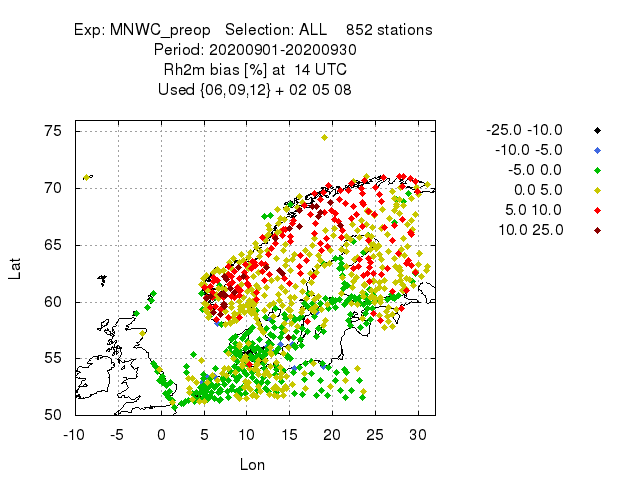 Exp: MNWC_preop   Selection: ALL    852 stations
Period: 20200901-20200930
Rh2m bias [%] at  14 UTC
Used {06,09,12} + 02 05 08
-25.0 -10.0
-10.0 -5.0
-5.0 0.0
0.0 5.0
5.0 10.0
10.0 25.0
75
70
65
60
55
50
Lat
-10 -5 0 5 10 15 20 25 30
Lon